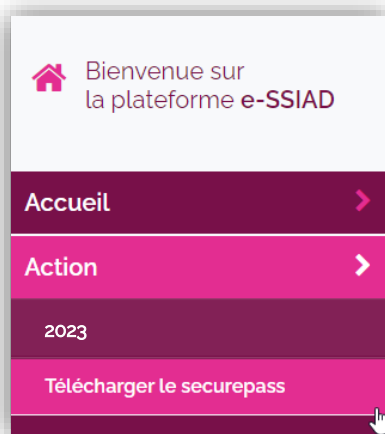 Bienvenue sur
la plateforme e-SSIAD
Accueil
Action
2023
Télécharger le securepass